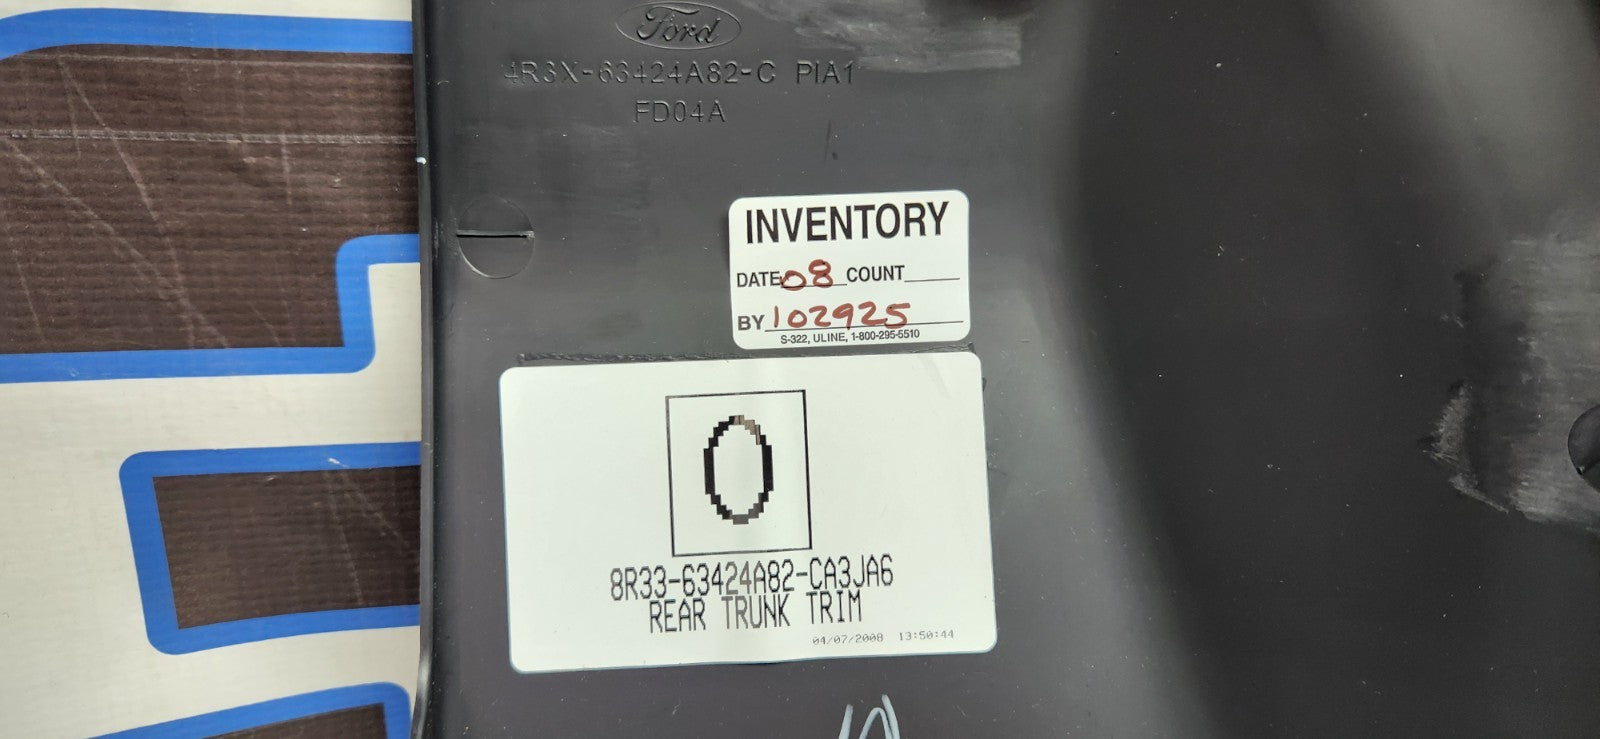 Ford
4R3X-63424A82-C PIA1
FD04A
INVENTORY
DATE 08 COUNT
BY 102925
S-322, ULINE, 1-800-295-5510
0
8R33-63424A82-CA3JA6
REAR TRUNK TRIM
04/07/2008 13:50:44